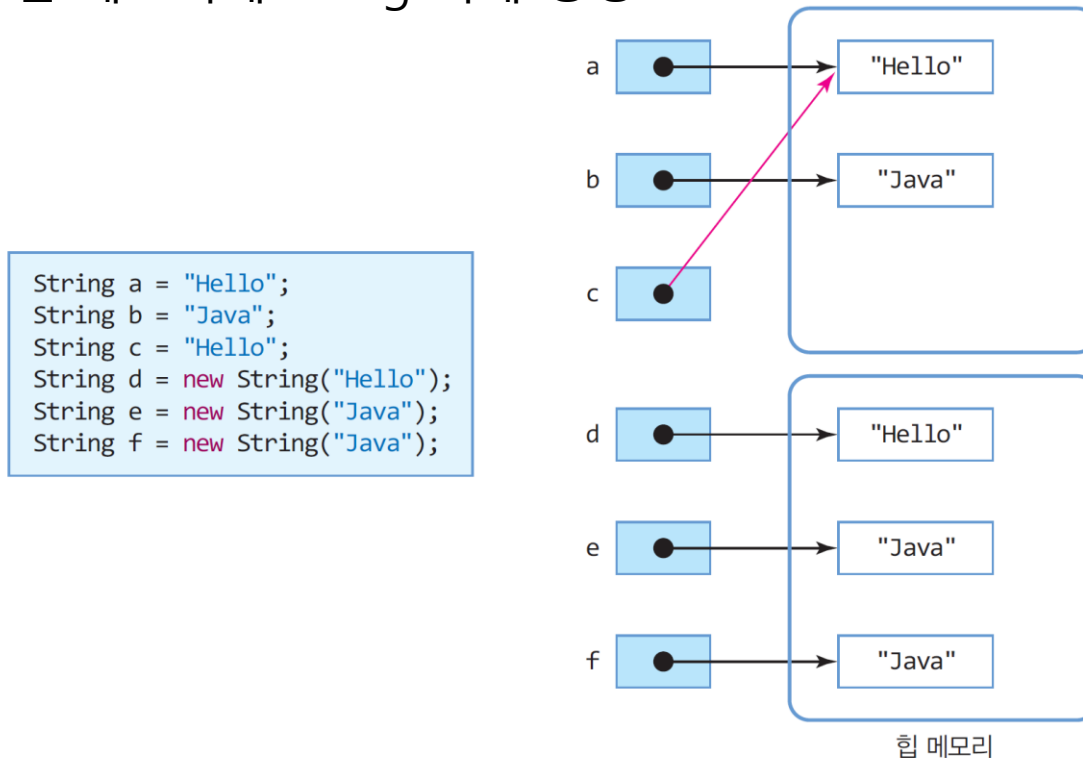 String a = "Hello";
String b = "Java";
String c = "Hello";
String d = new String("Hello");
String e = new String("Java");
String f = new String("Java");
a
"Hello"
b
"Java"
c
d
"Hello"
e
"Java"
f
"Java"
힙 메모리